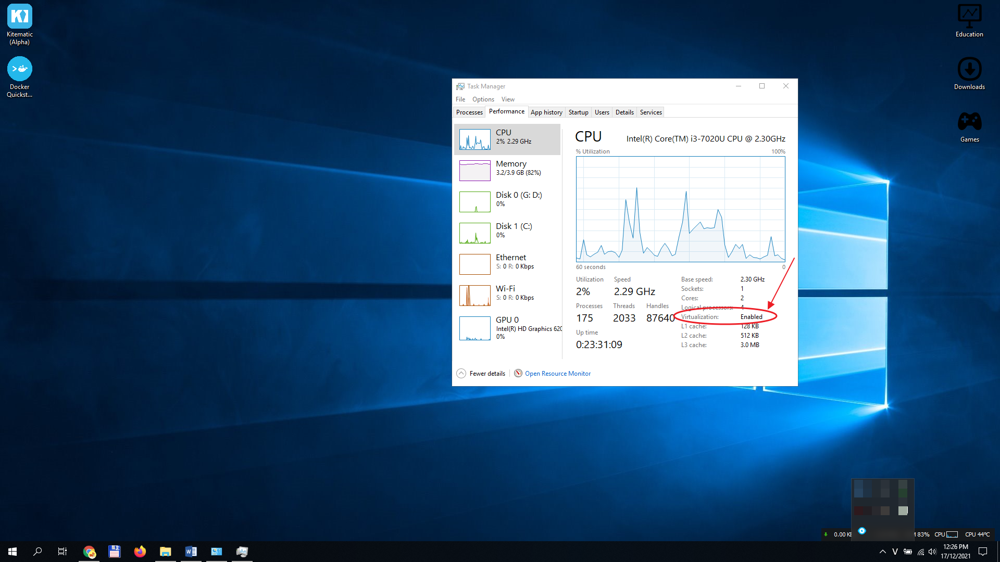 Kitematic
(Alpha)
Docker
Quickst...
Education
Downloads
Games
Task Manager
File Options View
Processes Performance App history Startup Users Details Services
CPU
2% 2.29 GHz
Memory
3.2/3.9 GB (82%)
Disk 0 (G: D:)
0%
Disk 1 (C:)
0%
Ethernet
S: 0 R: 0 Kbps
Wi-Fi
S: 0 R: 0 Kbps
GPU 0
Intel(R) HD Graphics 620
0%
CPU Intel(R) Core(TM) i3-7020U CPU @ 2.30GHz
% Utilization 100%
60 seconds 0
Utilization Speed
2% 2.29 GHz
Processes Threads Handles
175 2033 87640
Up time
0:23:31:09
Base speed: 2.30 GHz
Sockets: 1
Cores: 2
Logical processors: 4
Virtualization: Enabled
L1 cache: 128 KB
L2 cache: 512 KB
L3 cache: 3.0 MB
Fewer details Open Resource Monitor
0.00 83% CPU CPU 44°C
V 12:26 PM
17/12/2021